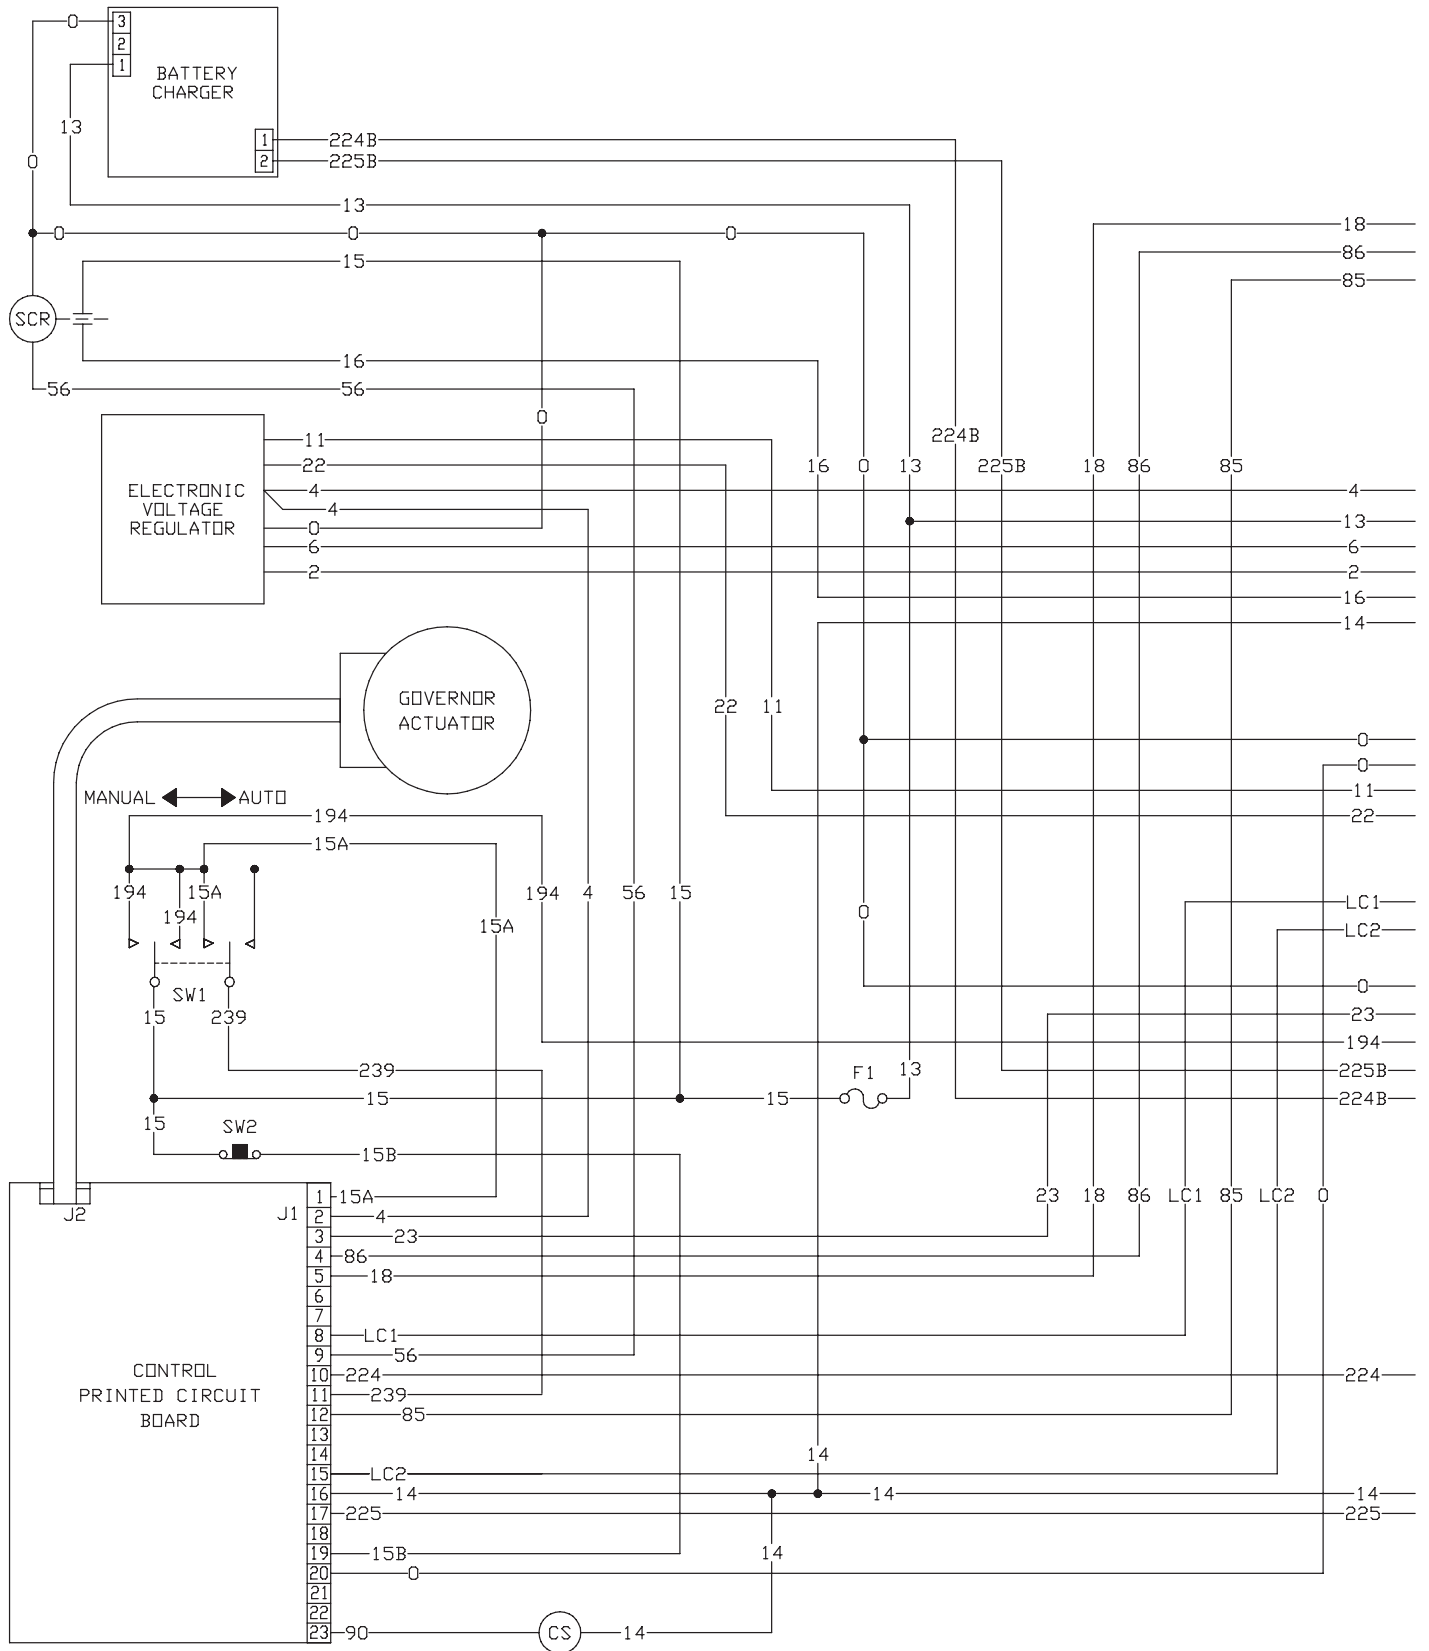 0
3
2
1
BATTERY
CHARGER
13
0
1
224B
2
225B
13
0
0
0
18
86
15
85
SCR
16
56
56
0
11
224B
22
16
0
13
225B
18
86
85
ELECTRONIC
VOLTAGE
REGULATOR
4
4
4
13
0
6
6
2
2
16
14
GOVERNOR
ACTUATOR
22
11
0
0
MANUAL
AUTO
11
194
22
15A
194
15A
194
194
4
56
15
LC1
0
15A
LC2
SW1
0
15
239
23
194
239
F1
13
225B
15
15
224B
15
SW2
15B
J2
J1
1
15A
23
18
86
LC1
85
LC2
0
2
4
3
23
4
86
5
18
6
7
8
LC1
9
56
CONTROL
PRINTED CIRCUIT
BOARD
10
224
224
11
239
12
85
13
14
14
15
LC2
16
14
14
14
17
225
225
18
19
15B
14
20
0
21
22
23
90
CS
14